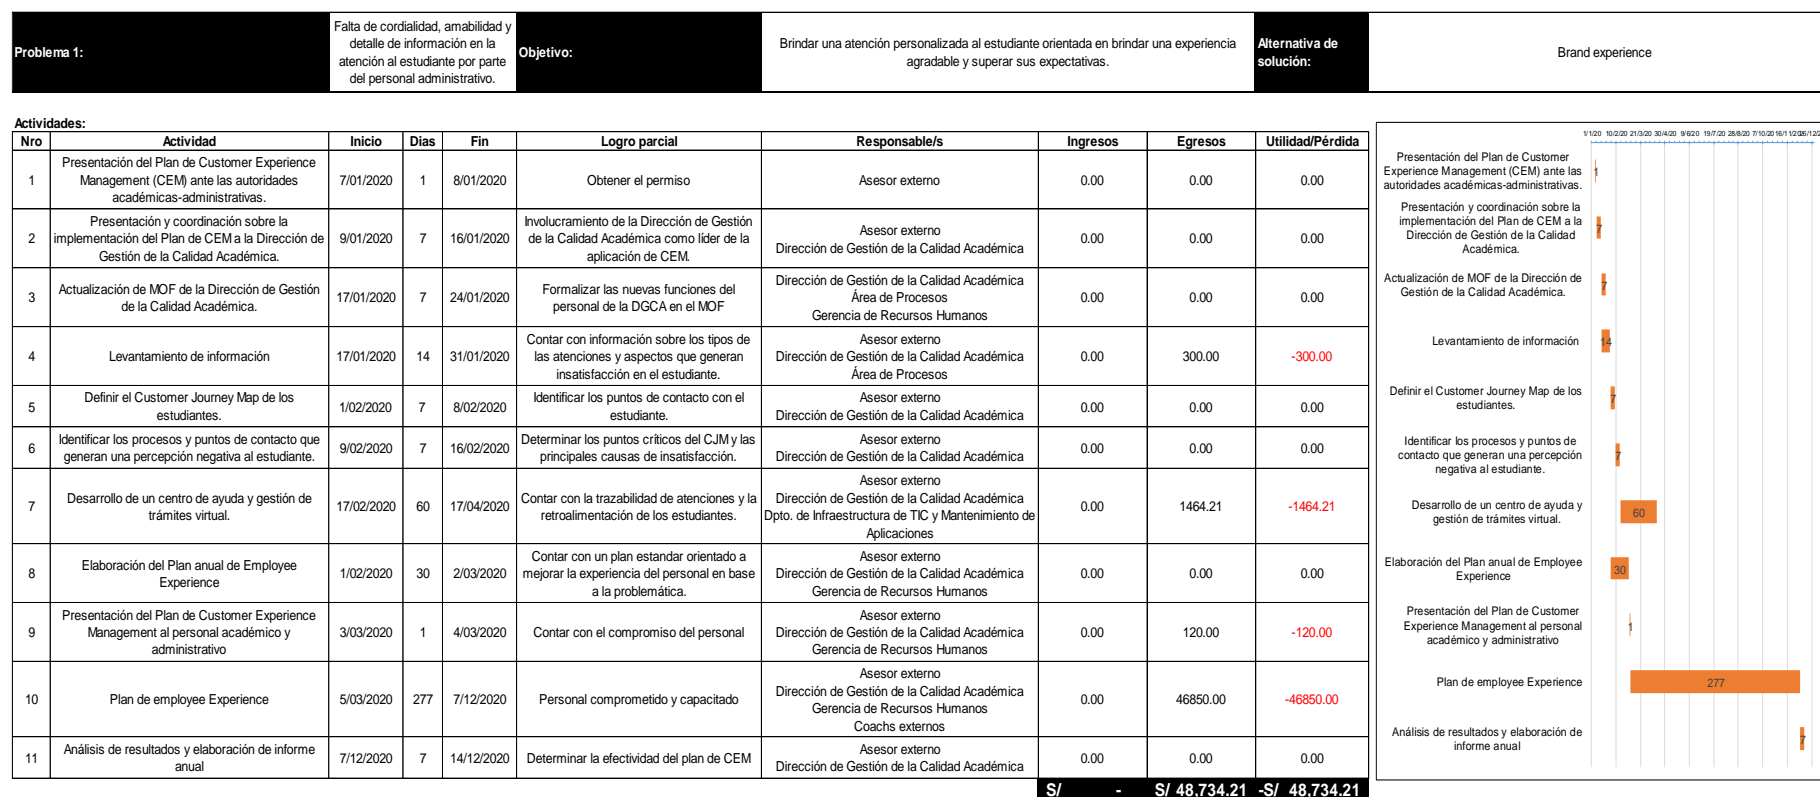 Problema 1:
Falta de cordialidad, amabilidad y
detalle de información en la
atención al estudiante por parte
del personal administrativo.
Objetivo:
Brindar una atención personalizada al estudiante orientada en brindar una experiencia
agradable y superar sus expectativas.
Alternativa de
solución:
Brand experience
Actividades:
Nro Actividad Inicio Dias Fin Logro parcial Responsable/s Ingresos Egresos Utilidad/Pérdida
1
Presentación del Plan de Customer Experience
Management (CEM) ante las autoridades
académicas-administrativas.
7/01/2020 1 8/01/2020
Obtener el permiso
Asesor externo
0.00 0.00 0.00
2
Presentación y coordinación sobre la
implementación del Plan de CEM a la Dirección de
Gestión de la Calidad Académica.
9/01/2020 7 16/01/2020
Involucramiento de la Dirección de Gestión
de la Calidad Académica como líder de la
aplicación de CEM.
Asesor externo
Dirección de Gestión de la Calidad Académica
0.00 0.00 0.00
3
Actualización de MOF de la Dirección de Gestión
de la Calidad Académica.
17/01/2020 7 24/01/2020
Formalizar las nuevas funciones del
personal de la DGCA en el MOF
Dirección de Gestión de la Calidad Académica
Área de Procesos
Gerencia de Recursos Humanos
0.00 0.00 0.00
4
Levantamiento de información
17/01/2020 14 31/01/2020
Contar con información sobre los tipos de
las atenciones y aspectos que generan
insatisfacción en el estudiante.
Asesor externo
Dirección de Gestión de la Calidad Académica
Área de Procesos
0.00 300.00 -300.00
5
Definir el Customer Journey Map de los
estudiantes.
1/02/2020 7 8/02/2020
Identificar los puntos de contacto con el
estudiante.
Asesor externo
Dirección de Gestión de la Calidad Académica
0.00 0.00 0.00
6
Identificar los procesos y puntos de contacto que
generan una percepción negativa al estudiante.
9/02/2020 7 16/02/2020
Determinar los puntos críticos del CJM y las
principales causas de insatisfacción.
Asesor externo
Dirección de Gestión de la Calidad Académica
0.00 0.00 0.00
7
Desarrollo de un centro de ayuda y gestión de
trámites virtual.
17/02/2020 60 17/04/2020
Contar con la trazabilidad de atenciones y la
retroalimentación de los estudiantes.
Asesor externo
Dirección de Gestión de la Calidad Académica
Dpto. de Infraestructura de TIC y Mantenimiento de
Aplicaciones
0.00 1464.21 -1464.21
8
Elaboración del Plan anual de Employee
Experience
1/02/2020 30 2/03/2020
Contar con un plan estandar orientado a
mejorar la experiencia del personal en base
a la problemática.
Asesor externo
Dirección de Gestión de la Calidad Académica
Gerencia de Recursos Humanos
0.00 0.00 0.00
9
Presentación del Plan de Customer Experience
Management al personal académico y
administrativo
3/03/2020 1 4/03/2020
Contar con el compromiso del personal
Asesor externo
Dirección de Gestión de la Calidad Académica
Gerencia de Recursos Humanos
0.00 120.00 -120.00
10
Plan de employee Experience
5/03/2020 277 7/12/2020
Personal comprometido y capacitado
Asesor externo
Dirección de Gestión de la Calidad Académica
Gerencia de Recursos Humanos
Coachs externos
0.00 46850.00 -46850.00
11
Análisis de resultados y elaboración de informe
anual
7/12/2020 7 14/12/2020
Determinar la efectividad del plan de CEM
Asesor externo
Dirección de Gestión de la Calidad Académica
0.00 0.00 0.00
S/ - S/ 48,734.21 -S/ 48,734.21
1/1/20 10/2/20 21/3/20 30/4/20 9/6/20 19/7/20 28/8/20 7/10/20 16/11/20
Presentación del Plan de Customer
Experience Management (CEM) ante las
autoridades académicas-administrativas.
1
Presentación y coordinación sobre la
implementación del Plan de CEM a la
Dirección de Gestión de la Calidad
Académica.
7
Actualización de MOF de la Dirección de
Gestión de la Calidad Académica.
7
Levantamiento de información
14
Definir el Customer Journey Map de los
estudiantes.
7
Identificar los procesos y puntos de
contacto que generan una percepción
negativa al estudiante.
7
Desarrollo de un centro de ayuda y
gestión de trámites virtual.
60
Elaboración del Plan anual de Employee
Experience
30
Presentación del Plan de Customer
Experience Management al personal
académico y administrativo
1
Plan de employee Experience
277
Análisis de resultados y elaboración de
informe anual
7